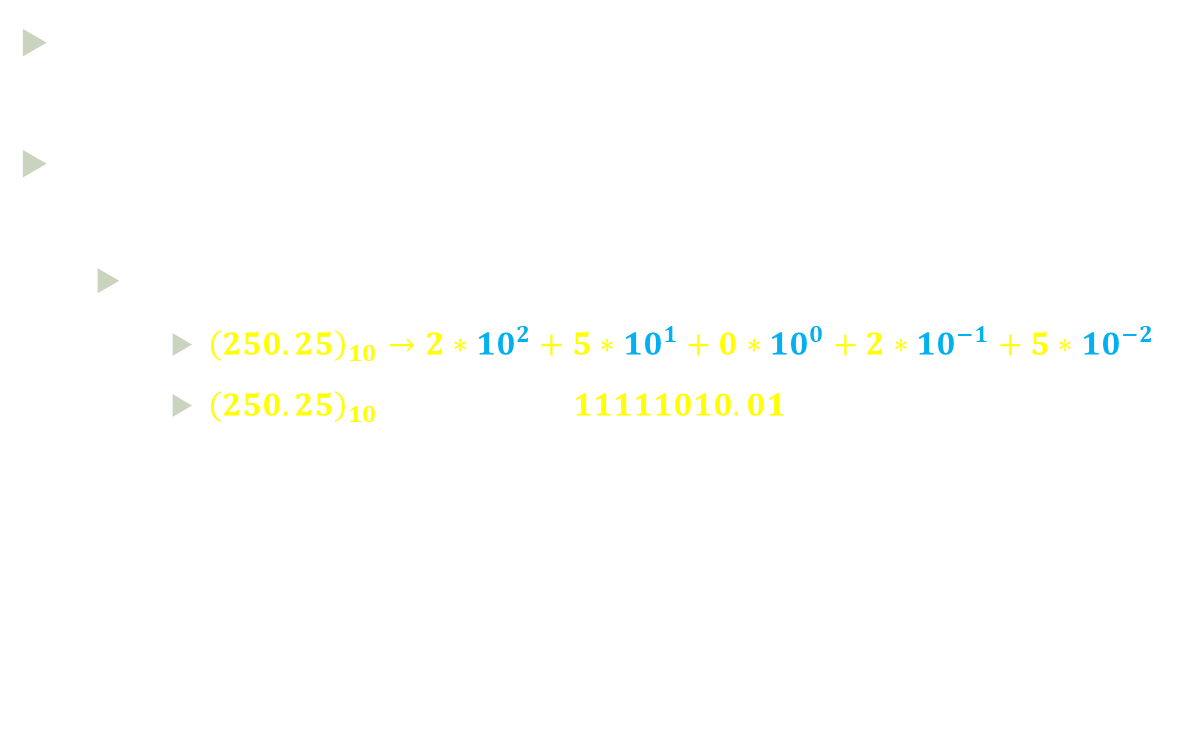 (250.25)₁₀ → 2 * 10² + 5 * 10¹ + 0 * 10⁰ + 2 * 10⁻¹ + 5 * 10⁻²
(250.25)₁₀ 11111010.01